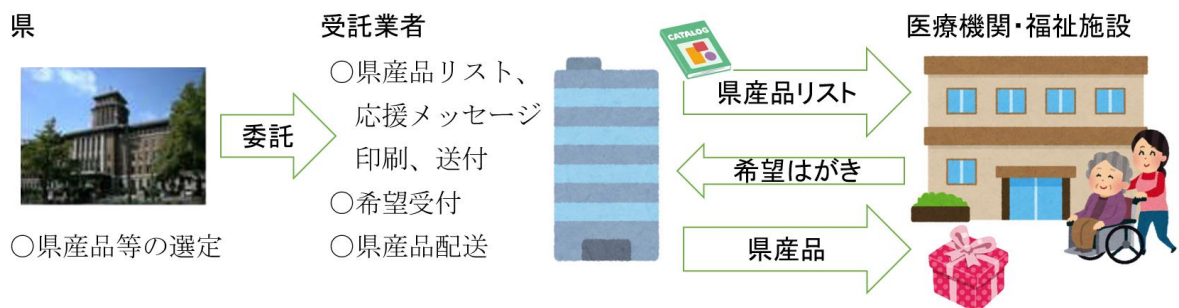 県
受託業者
医療機関・福祉施設
CATALOG
○県産品リスト、
応援メッセージ
印刷、送付
○希望受付
○県産品配送
委託
県産品リスト
希望はがき
県産品
○県産品等の選定